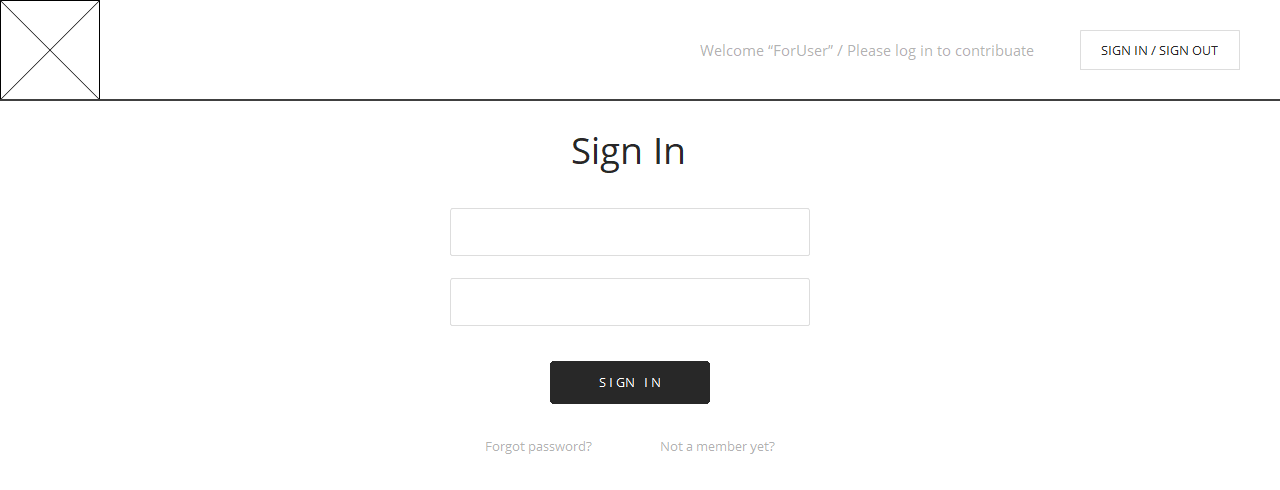 Welcome “ForUser” / Please log in to contribuate
SIGN IN / SIGN OUT
Sign In
SIGN IN
Forgot password?
Not a member yet?